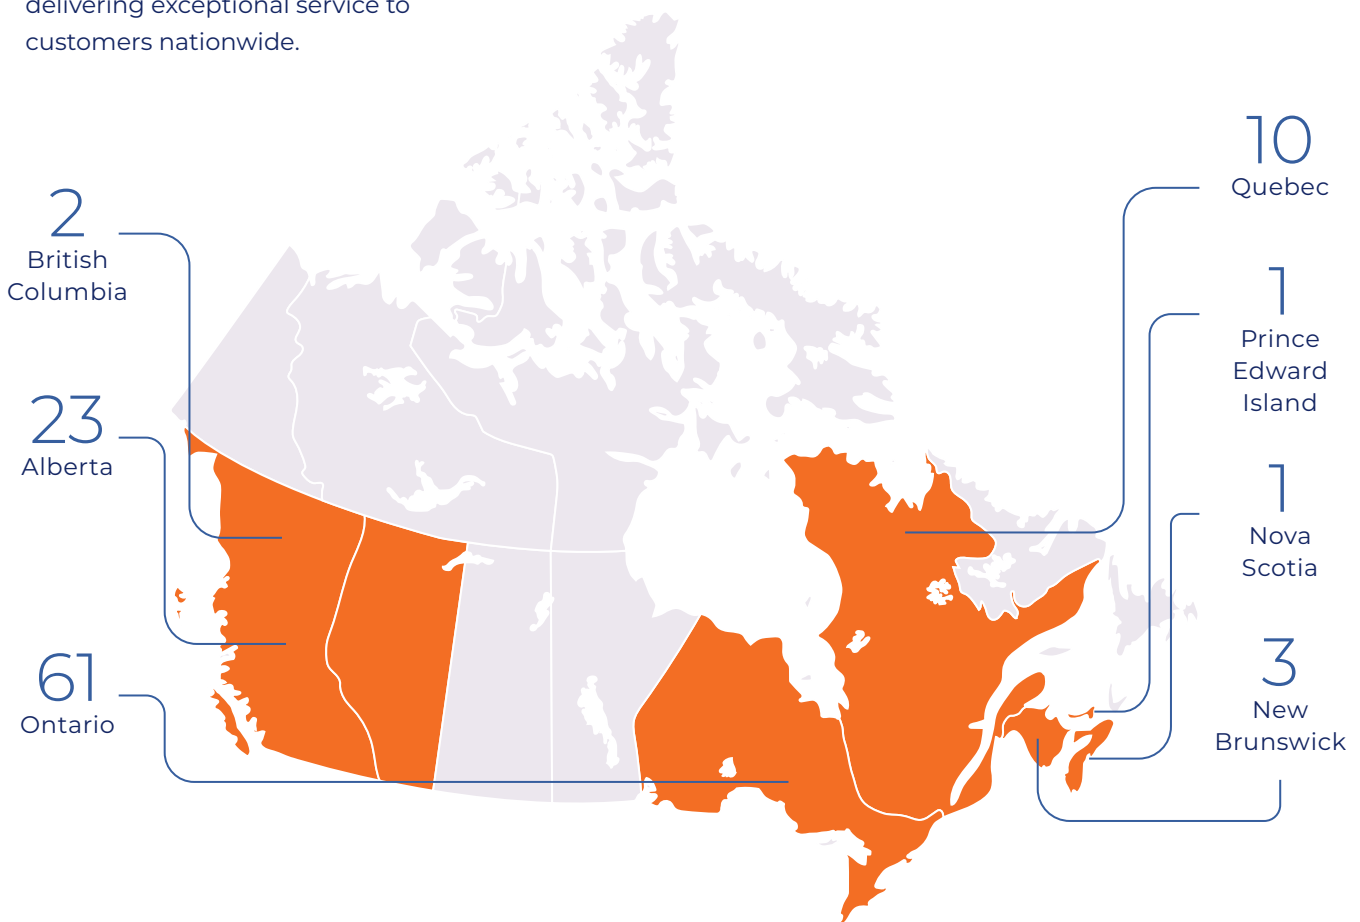 delivering exceptional service to
customers nationwide.
2
British
Columbia
23
Alberta
61
Ontario
10
Quebec
1
Prince
Edward
Island
1
Nova
Scotia
3
New
Brunswick